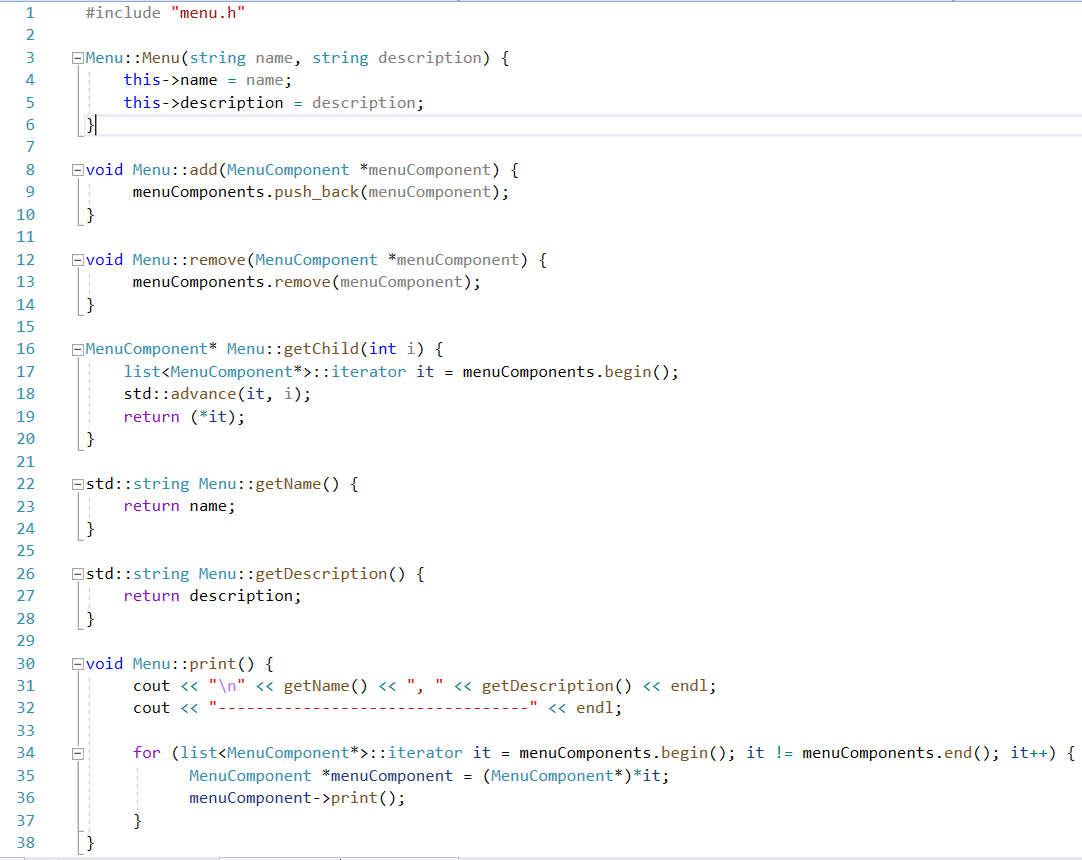 1 #include "menu.h"
2
3 Menu::Menu(string name, string description) {
4 this->name = name;
5 this->description = description;
6 }
7
8 void Menu::add(MenuComponent *menuComponent) {
9 menuComponents.push_back(menuComponent);
10 }
11
12 void Menu::remove(MenuComponent *menuComponent) {
13 menuComponents.remove(menuComponent);
14 }
15
16 MenuComponent* Menu::getChild(int i) {
17 list<MenuComponent*>::iterator it = menuComponents.begin();
18 std::advance(it, i);
19 return (*it);
20 }
21
22 std::string Menu::getName() {
23 return name;
24 }
25
26 std::string Menu::getDescription() {
27 return description;
28 }
29
30 void Menu::print() {
31 cout << "\n" << getName() << ", " << getDescription() << endl;
32 cout << "---------------------------------" << endl;
33
34 for (list<MenuComponent*>::iterator it = menuComponents.begin(); it != menuComponents.end(); it++) {
35 MenuComponent *menuComponent = (MenuComponent*)*it;
36 menuComponent->print();
37 }
38 }